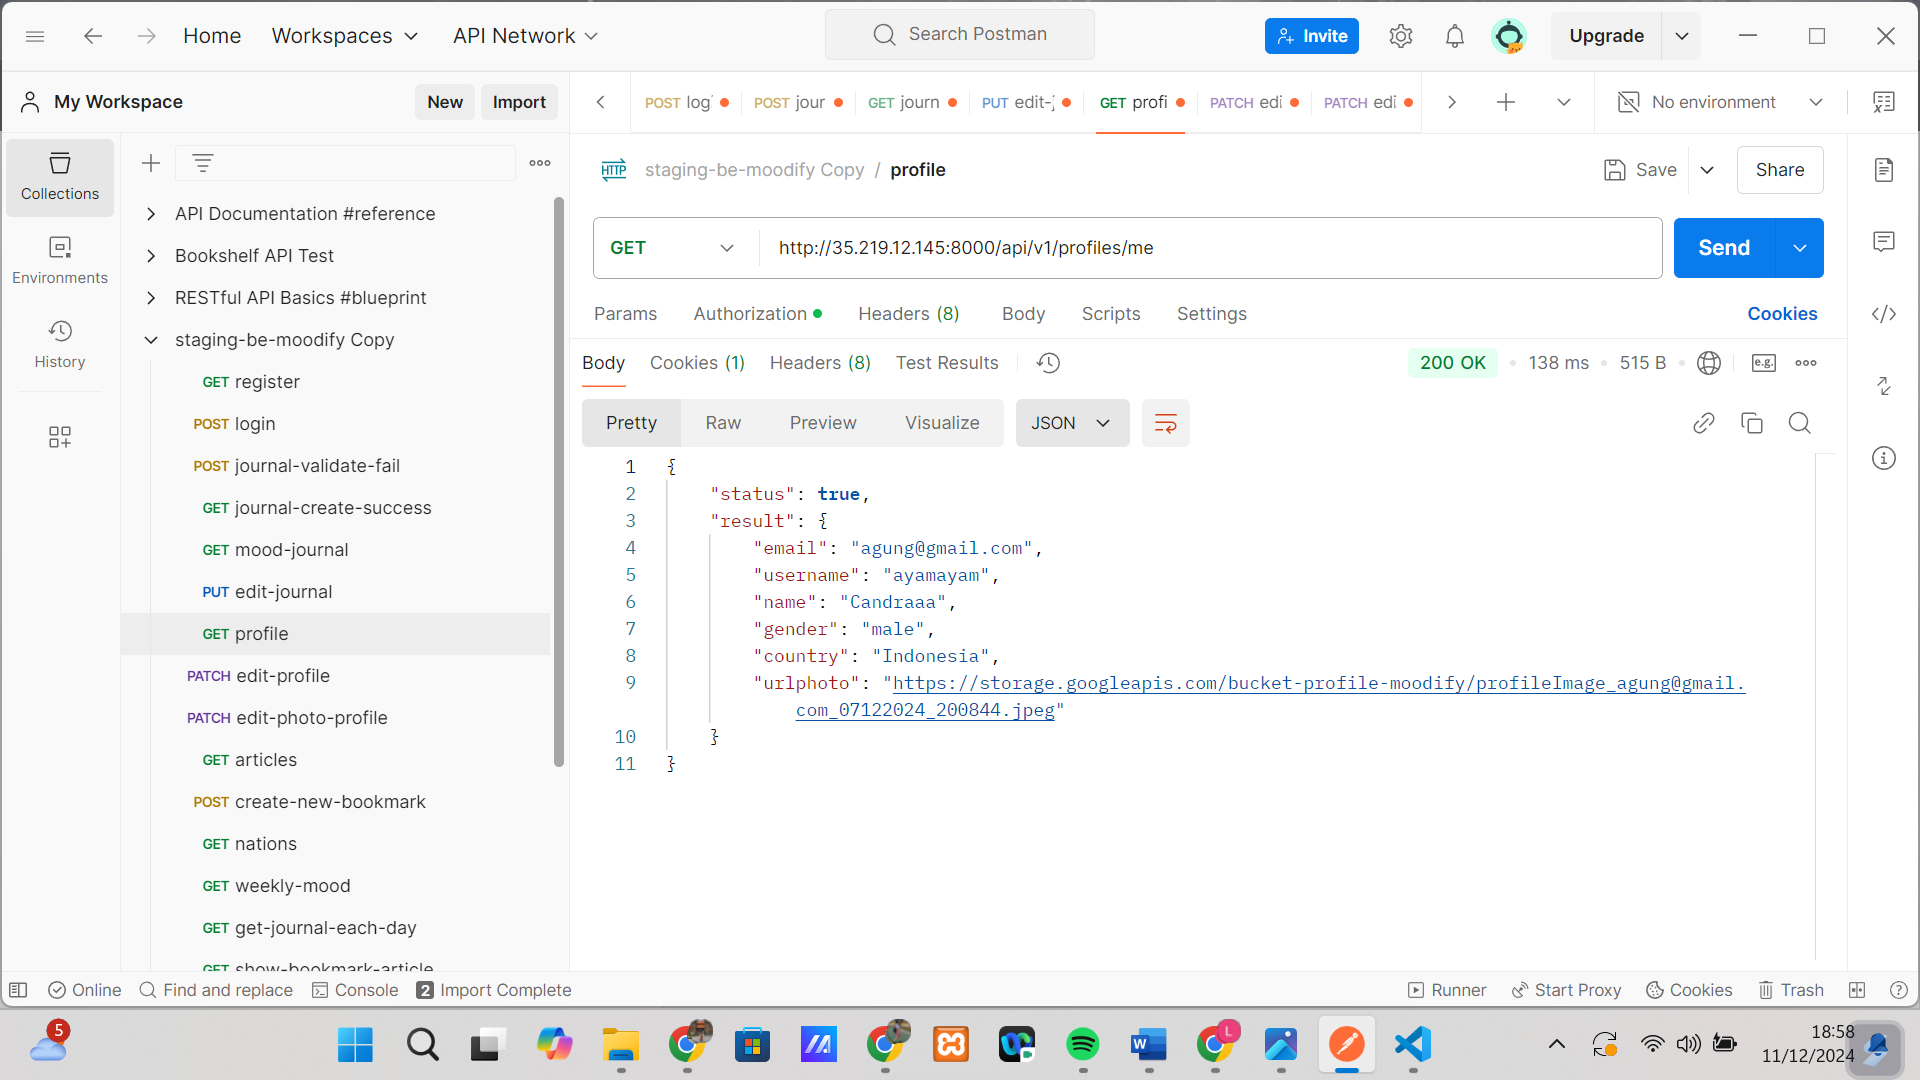 Home
Workspaces
API Network
Search Postman
Invite
Upgrade
My Workspace
New
Import
POST log
POST jour
GET journ
PUT edit-j
GET profi
PATCH edi
PATCH edi
No environment
Collections
Environments
History
API Documentation #reference
Bookshelf API Test
RESTful API Basics #blueprint
staging-be-moodify Copy
GET register
POST login
POST journal-validate-fail
GET journal-create-success
GET mood-journal
PUT edit-journal
GET profile
PATCH edit-profile
PATCH edit-photo-profile
GET articles
POST create-new-bookmark
GET nations
GET weekly-mood
GET get-journal-each-day
GET show-bookmark-article
HTTP
staging-be-moodify Copy / profile
Save
Share
GET
http://35.219.12.145:8000/api/v1/profiles/me
Send
Params
Authorization
Headers (8)
Body
Scripts
Settings
Cookies
Body
Cookies (1)
Headers (8)
Test Results
200 OK
138 ms
515 B
e.g.
Pretty
Raw
Preview
Visualize
JSON
1 {
2 "status": true,
3 "result": {
4 "email": "agung@gmail.com",
5 "username": "ayamayam",
6 "name": "Candraaa",
7 "gender": "male",
8 "country": "Indonesia",
9 "urlphoto": "https://storage.googleapis.com/bucket-profile-moodify/profileImage_agung@gmail.
com_07122024_200844.jpeg"
10 }
11 }
Online
Find and replace
Console
2 Import Complete
Runner
Start Proxy
Cookies
Trash
5
W
L
18:58
11/12/2024